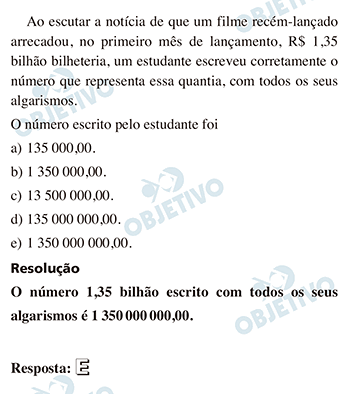 Ao escutar a notícia de que um filme recém-lançado
arrecadou, no primeiro mês de lançamento, R$ 1,35
bilhão bilheteria, um estudante escreveu corretamente o
número que representa essa quantia, com todos os seus
algarismos.
O número escrito pelo estudante foi
a) 135 000,00.
b) 1 350 000,00.
c) 13 500 000,00.
d) 135 000 000,00.
e) 1 350 000 000,00.
Resolução
O número 1,35 bilhão escrito com todos os seus
algarismos é 1 350 000 000,00.
Resposta: E
OBJETIVO
OBJETIVO